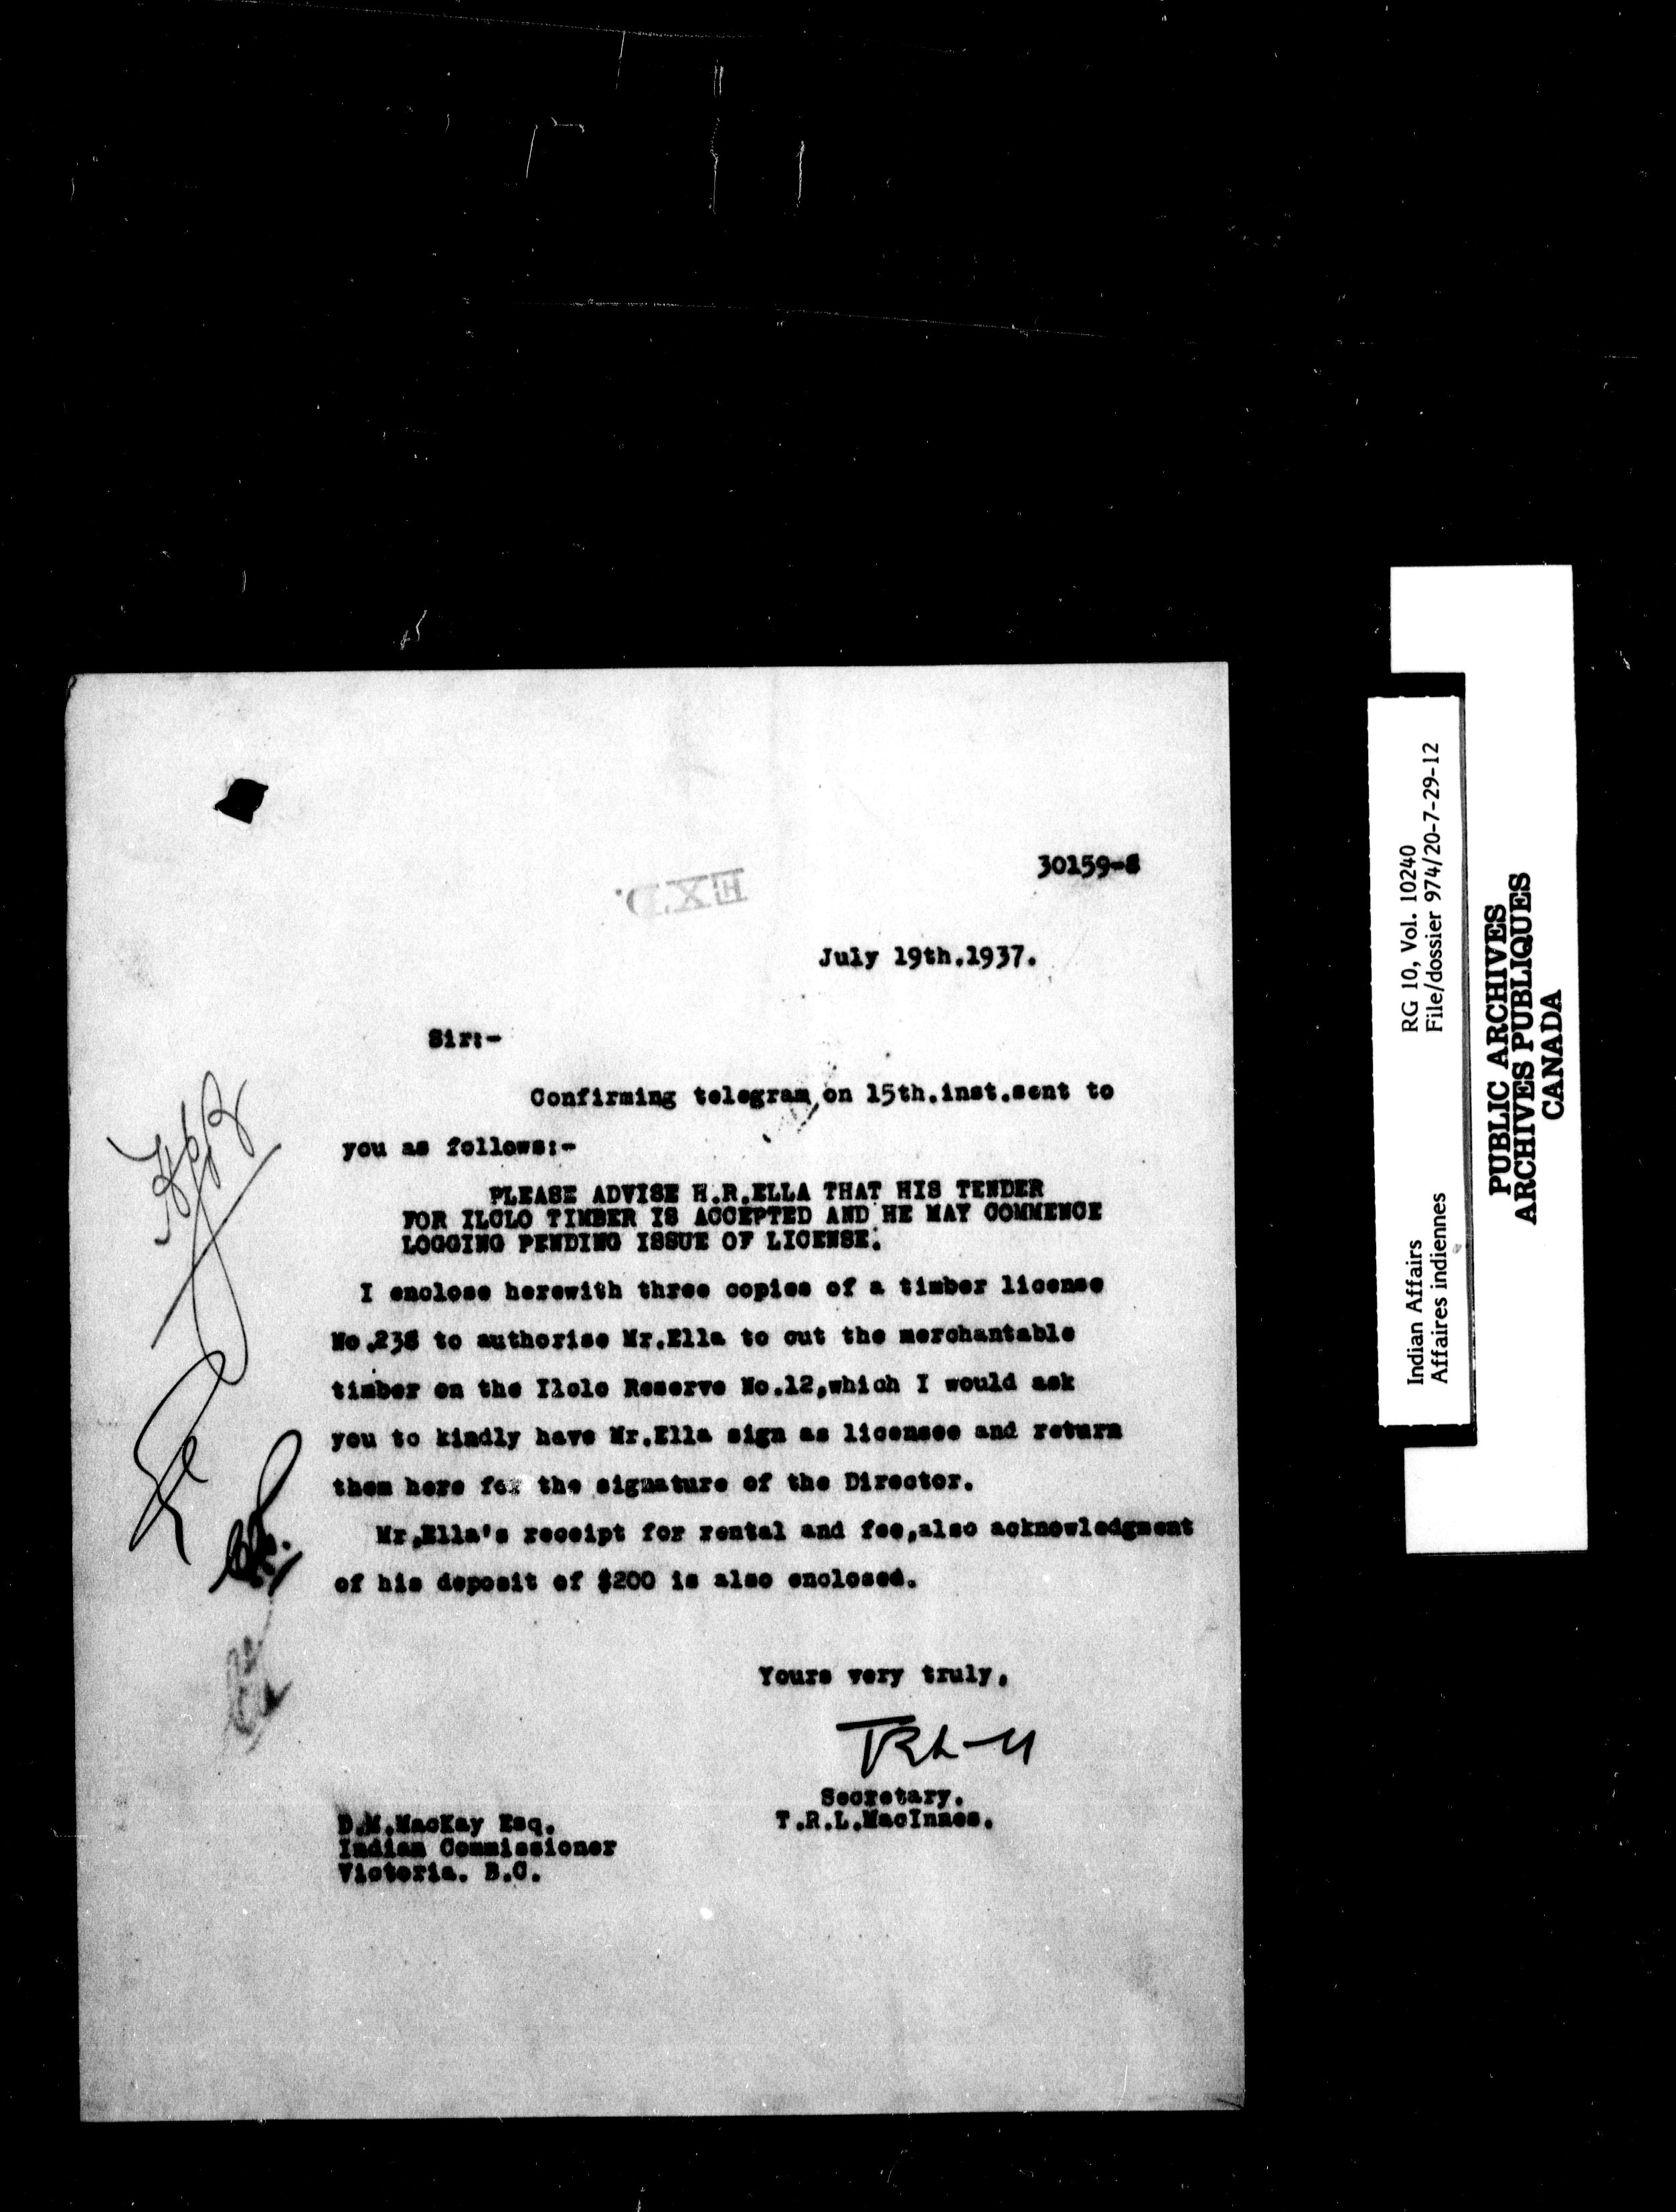 30159-8
EX.D.
July 19th.1937.
Sir:-
Confirming telegram, on 15th.inst.sent to
you as follows:-
PLEASE ADVISE H.R.ELLA THAT HIS TENDER
FOR ILCLO TIMBER IS ACCEPTED AND HE MAY COMMENCE
LOGGING PENDING ISSUE OF LICENSE.
I enclose herewith three copies of a timber license
No.238 to authorise Mr.Ella to cut the merchantable
timber on the Ilclo Reserve No.12,which I would ask
you to kindly have Mr.Ella sign as licensee and return
them here for the signature of the Director.
Mr.Ella's receipt for rental and fee,also acknowledgment
of his deposit of $200 is also enclosed.
Yours very truly,
TRL-M
Secretary.
T.R.L.MacInnes.
D.M.MacKay Esq.
Indian Commissioner
Victoria. B.C.
Indian Affairs
Affaires indiennes
RG 10, Vol. 10240
File/dossier 974/20-7-29-12
PUBLIC ARCHIVES
ARCHIVES PUBLIQUES
CANADA